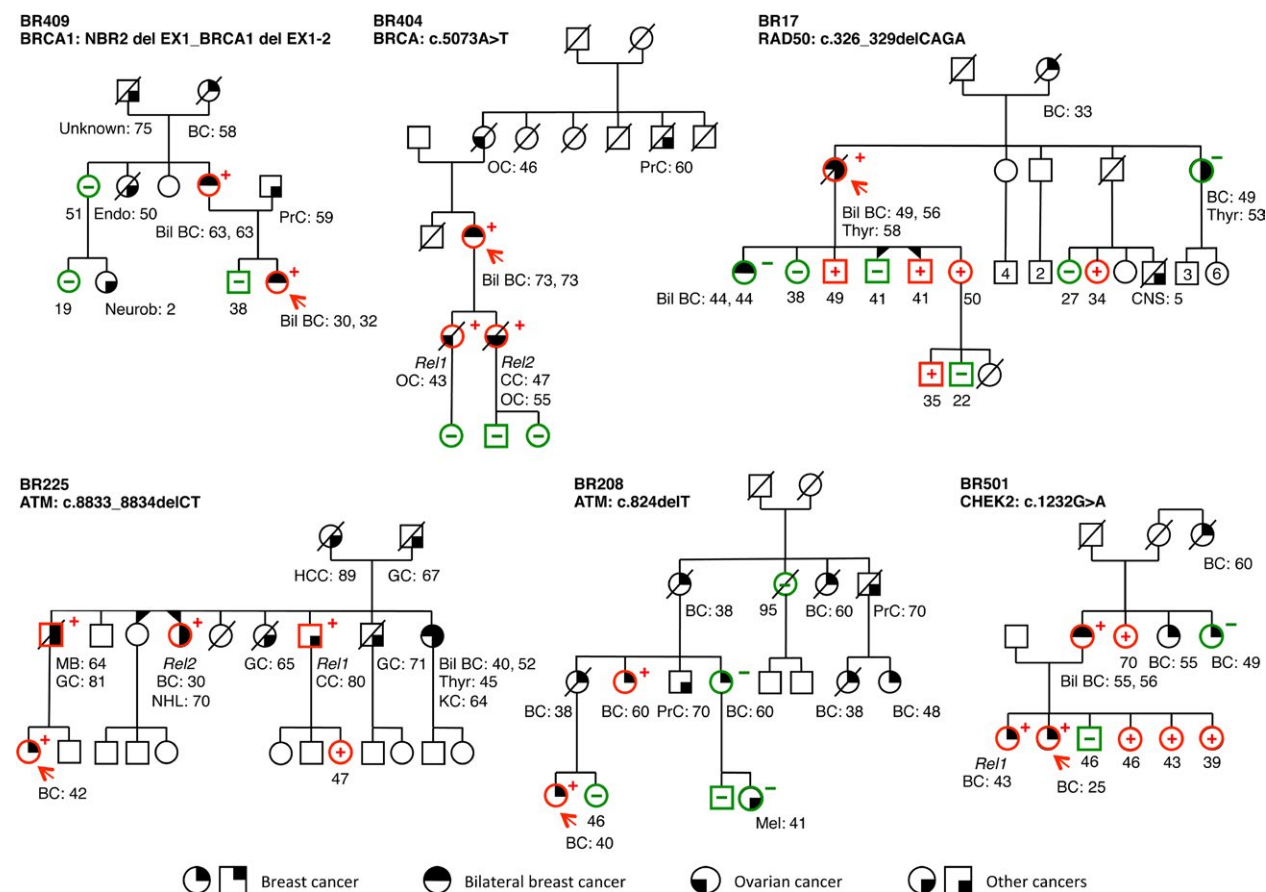 BR409
BRCA1: NBR2 del EX1_BRCA1 del EX1-2
Unknown: 75
BC: 58
−
+
51
Endo: 50
Bil BC: 63, 63
PrC: 59
−
−
+
19
Neurob: 2
38
Bil BC: 30, 32
BR404
BRCA: c.5073A>T
OC: 46
PrC: 60
+
Bil BC: 73, 73
+
+
Rel1
OC: 43
Rel2
CC: 47
OC: 55
−
−
−
BR17
RAD50: c.326_329delCAGA
BC: 33
+
−
Bil BC: 49, 56
Thyr: 58
BC: 49
Thyr: 53
−
−
+
−
+
+
4
2
−
+
3
6
Bil BC: 44, 44
38
49
41
41
50
27
34
CNS: 5
+
−
35
22
BR225
ATM: c.8833_8834delCT
HCC: 89
GC: 67
+
+
+
MB: 64
GC: 81
Rel2
BC: 30
NHL: 70
GC: 65
Rel1
CC: 80
GC: 71
Bil BC: 40, 52
Thyr: 45
KC: 64
+
+
BC: 42
47
BR208
ATM: c.824delT
−
BC: 38
95
BC: 60
PrC: 70
+
−
BC: 38
BC: 60
PrC: 70
BC: 60
BC: 38
BC: 48
+
−
−
−
46
BC: 40
Mel: 41
BR501
CHEK2: c.1232G>A
BC: 60
+
+
−
70
BC: 55
BC: 49
Bil BC: 55, 56
+
+
−
+
+
+
Rel1
BC: 43
BC: 25
46
46
43
39
Breast cancer
Bilateral breast cancer
Ovarian cancer
Other cancers